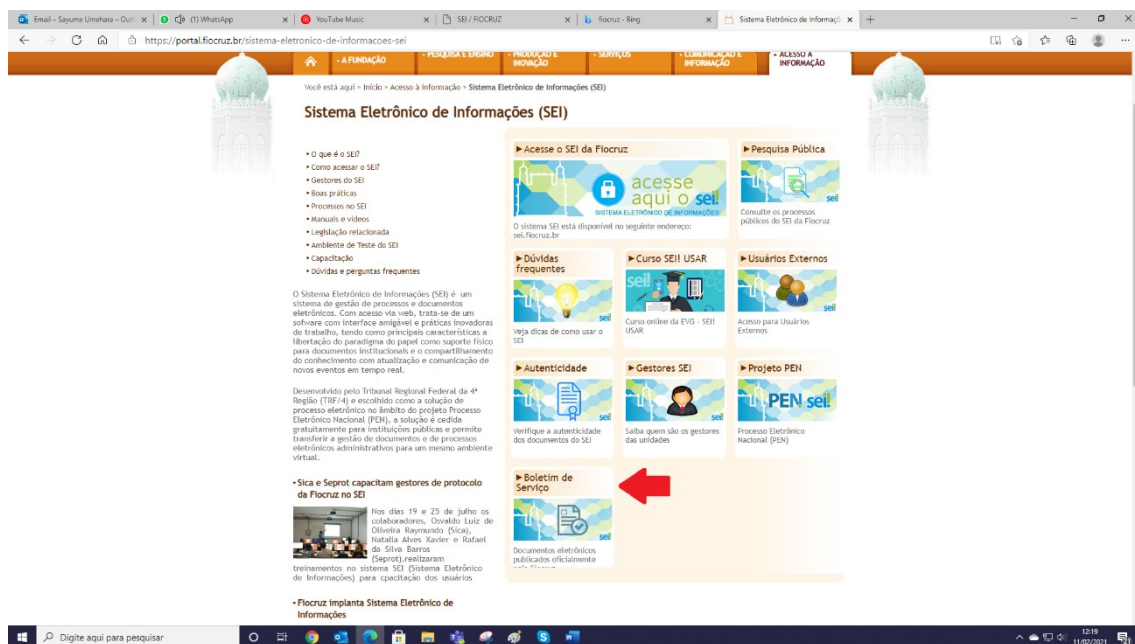 Email – Sayume Umehara – Outl
(1) WhatsApp
YouTube Music
SEI / FIOCRUZ
fiocruz - Bing
Sistema Eletrônico de Informaçõ
https://portal.fiocruz.br/sistema-eletronico-de-informacoes-sei
• A FUNDAÇÃO
• PESQUISA E ENSINO
• PRODUÇÃO E
INOVAÇÃO
• SERVIÇOS
• COMUNICAÇÃO E
INFORMAÇÃO
• ACESSO À
INFORMAÇÃO
Você está aqui » Início » Acesso à informação » Sistema Eletrônico de Informações (SEI)
Sistema Eletrônico de Informações (SEI)
• O que é o SEI?
• Como acessar o SEI?
• Gestores do SEI
• Boas práticas
• Processos no SEI
• Manuais e vídeos
• Legislação relacionada
• Ambiente de Teste do SEI
• Capacitação
• Dúvidas e perguntas frequentes
O Sistema Eletrônico de Informações (SEI) é um
sistema de gestão de processos e documentos
eletrônicos. Com acesso via web, trata-se de um
sofware com interface amigável e práticas inovadoras
de trabalho, tendo como principais características a
libertação do paradigma do papel como suporte físico
para documentos institucionais e o compartilhamento
do conhecimento com atualização e comunicação de
novos eventos em tempo real.
Desenvolvido pelo Tribunal Regional Federal da 4ª
Região (TRF/4) e escolhido como a solução de
processo eletrônico no âmbito do projeto Processo
Eletrônico Nacional (PEN), a solução é cedida
gratuitamente para instituições públicas e permite
transferir a gestão de documentos e de processos
eletrônicos administrativos para um mesmo ambiente
virtual.
• Sica e Seprot capacitam gestores de protocolo
da Fiocruz no SEI
Nos dias 19 e 25 de julho os
colaboradores, Osvaldo Luiz de
Oliveira Raymundo (Sica),
Natalia Alves Xavier e Rafael
da Silva Barros
(Seprot),realizaram
treinamentos no sistema SEI (Sistema Eletrônico
de Informações) para cpacitação dos usuários
• Fiocruz implanta Sistema Eletrônico de
Informações
►Acesse o SEI da Fiocruz
acesse
aqui o sei!
SISTEMA ELETRÔNICO DE INFORMAÇÕES
O sistema SEI está disponível no seguinte endereço:
sei.fiocruz.br
►Pesquisa Pública
sei!
Consulte os processos
públicos do SEI da Fiocruz
►Dúvidas
frequentes
sei!
Veja dicas de como usar o
SEI
►Curso SEI! USAR
sei!
Curso online da EVG - SEI!
USAR
►Usuários Externos
sei!
Acesso para Usuários
Externos
►Autenticidade
sei!
Verifique a autenticidade
dos documentos do SEI
►Gestores SEI
sei!
Saiba quem são os gestores
das unidades
►Projeto PEN
PEN sei!
Processo Eletrônico
Nacional (PEN)
►Boletim de
Serviço
sei!
Documentos eletrônicos
publicados oficialmente
pela Fiocruz
Digite aqui para pesquisar
12:19
11/02/2021